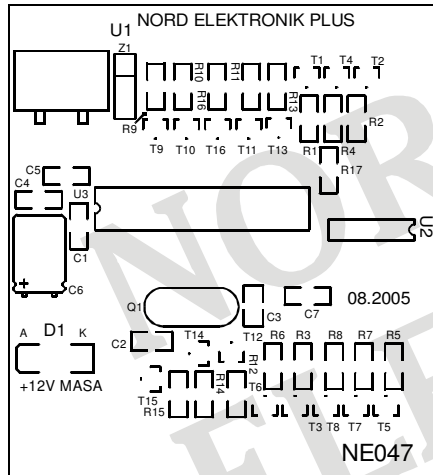 NORD ELEKTRONIK PLUS
U1
Z1
R10
R11
T1 T4 T2
R16
R13
R9
R1 R4 R2
T9 T10 T16 T11 T13
R17
C5
C4
U3
U2
C1
C6
Q1
C3
C7
08.2005
D1
A K
C2
T14
T12 R6 R3 R8 R7 R5
R12
+12V MASA
T15
R14
T6
R15
T3 T8 T7 T5
NE047
NOR
ELE